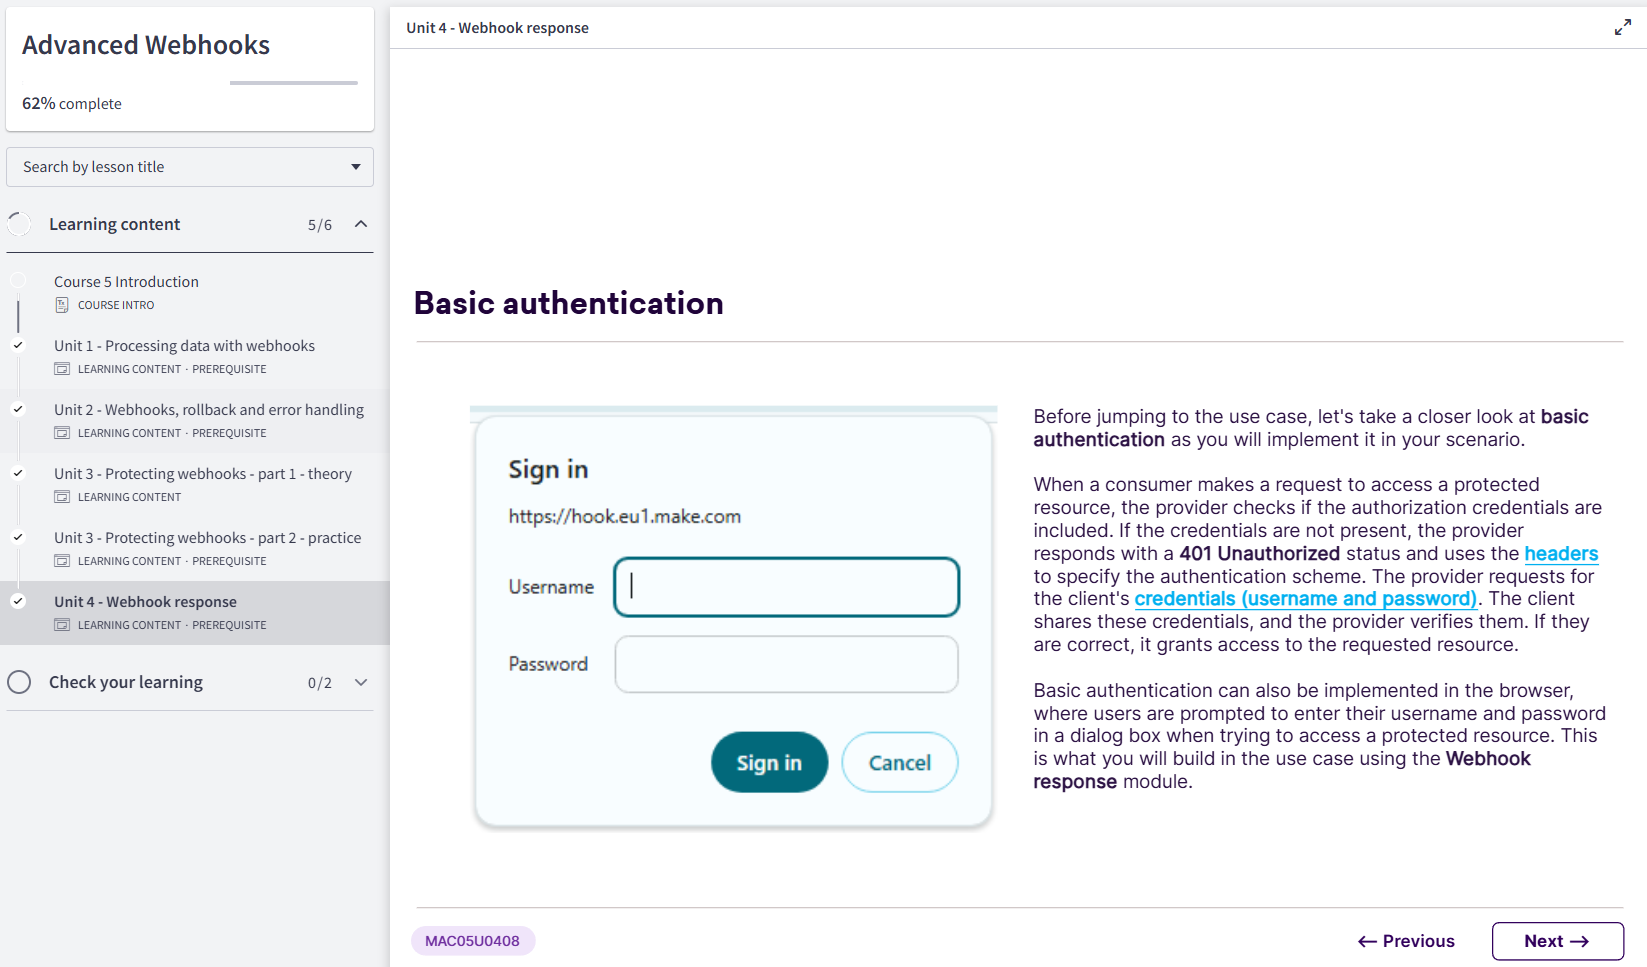 Advanced Webhooks
62% complete
Search by lesson title
Learning content 5/6
Course 5 Introduction
COURSE INTRO
Unit 1 - Processing data with webhooks
LEARNING CONTENT · PREREQUISITE
Unit 2 - Webhooks, rollback and error handling
LEARNING CONTENT · PREREQUISITE
Unit 3 - Protecting webhooks - part 1 - theory
LEARNING CONTENT
Unit 3 - Protecting webhooks - part 2 - practice
LEARNING CONTENT · PREREQUISITE
Unit 4 - Webhook response
LEARNING CONTENT · PREREQUISITE
Check your learning 0/2
Unit 4 - Webhook response
Basic authentication
Sign in
https://hook.eu1.make.com
Username
Password
Sign in Cancel
Before jumping to the use case, let's take a closer look at basic
authentication as you will implement it in your scenario.
When a consumer makes a request to access a protected
resource, the provider checks if the authorization credentials are
included. If the credentials are not present, the provider
responds with a 401 Unauthorized status and uses the headers
to specify the authentication scheme. The provider requests for
the client's credentials (username and password). The client
shares these credentials, and the provider verifies them. If they
are correct, it grants access to the requested resource.
Basic authentication can also be implemented in the browser,
where users are prompted to enter their username and password
in a dialog box when trying to access a protected resource. This
is what you will build in the use case using the Webhook
response module.
MAC05U0408
← Previous Next →